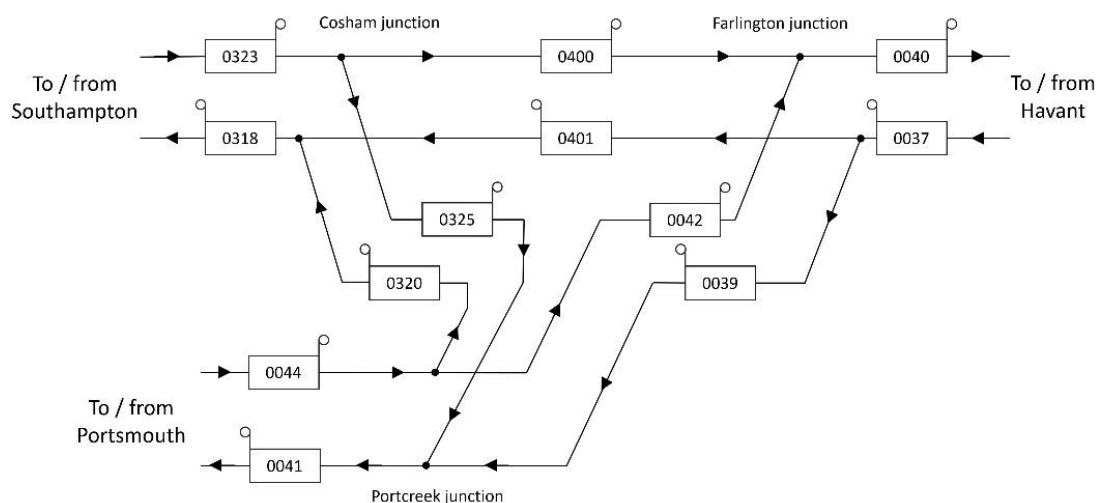 Cosham junction
Farlington junction
0323
0400
0040
To / from
Southampton
To / from
Havant
0318
0401
0037
0325
0042
0320
0039
0044
To / from
Portsmouth
0041
Portcreek junction